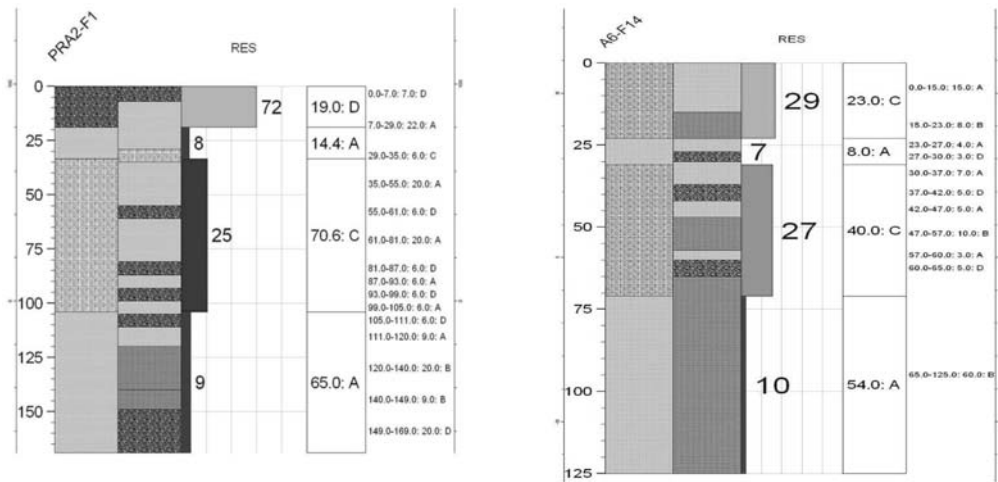 PRA2-F1
RES
0
25
50
75
100
125
150
72
8
25
9
19.0: D
14.4: A
70.6: C
65.0: A
0.0-7.0: 7.0: D
7.0-29.0: 22.0: A
29.0-35.0: 6.0: C
35.0-55.0: 20.0: A
55.0-61.0: 6.0: D
61.0-81.0: 20.0: A
81.0-87.0: 6.0: D
87.0-93.0: 6.0: A
93.0-99.0: 6.0: D
99.0-105.0: 6.0: A
105.0-111.0: 6.0: D
111.0-120.0: 9.0: A
120.0-140.0: 20.0: B
140.0-149.0: 9.0: B
149.0-169.0: 20.0: D
A6-F14
RES
0
25
50
75
100
125
29
7
27
10
23.0: C
8.0: A
40.0: C
54.0: A
0.0-15.0: 15.0: A
15.0-23.0: 8.0: B
23.0-27.0: 4.0: A
27.0-30.0: 3.0: D
30.0-37.0: 7.0: A
37.0-42.0: 5.0: D
42.0-47.0: 5.0: A
47.0-57.0: 10.0: B
57.0-60.0: 3.0: A
60.0-65.0: 5.0: D
65.0-125.0: 60.0: B